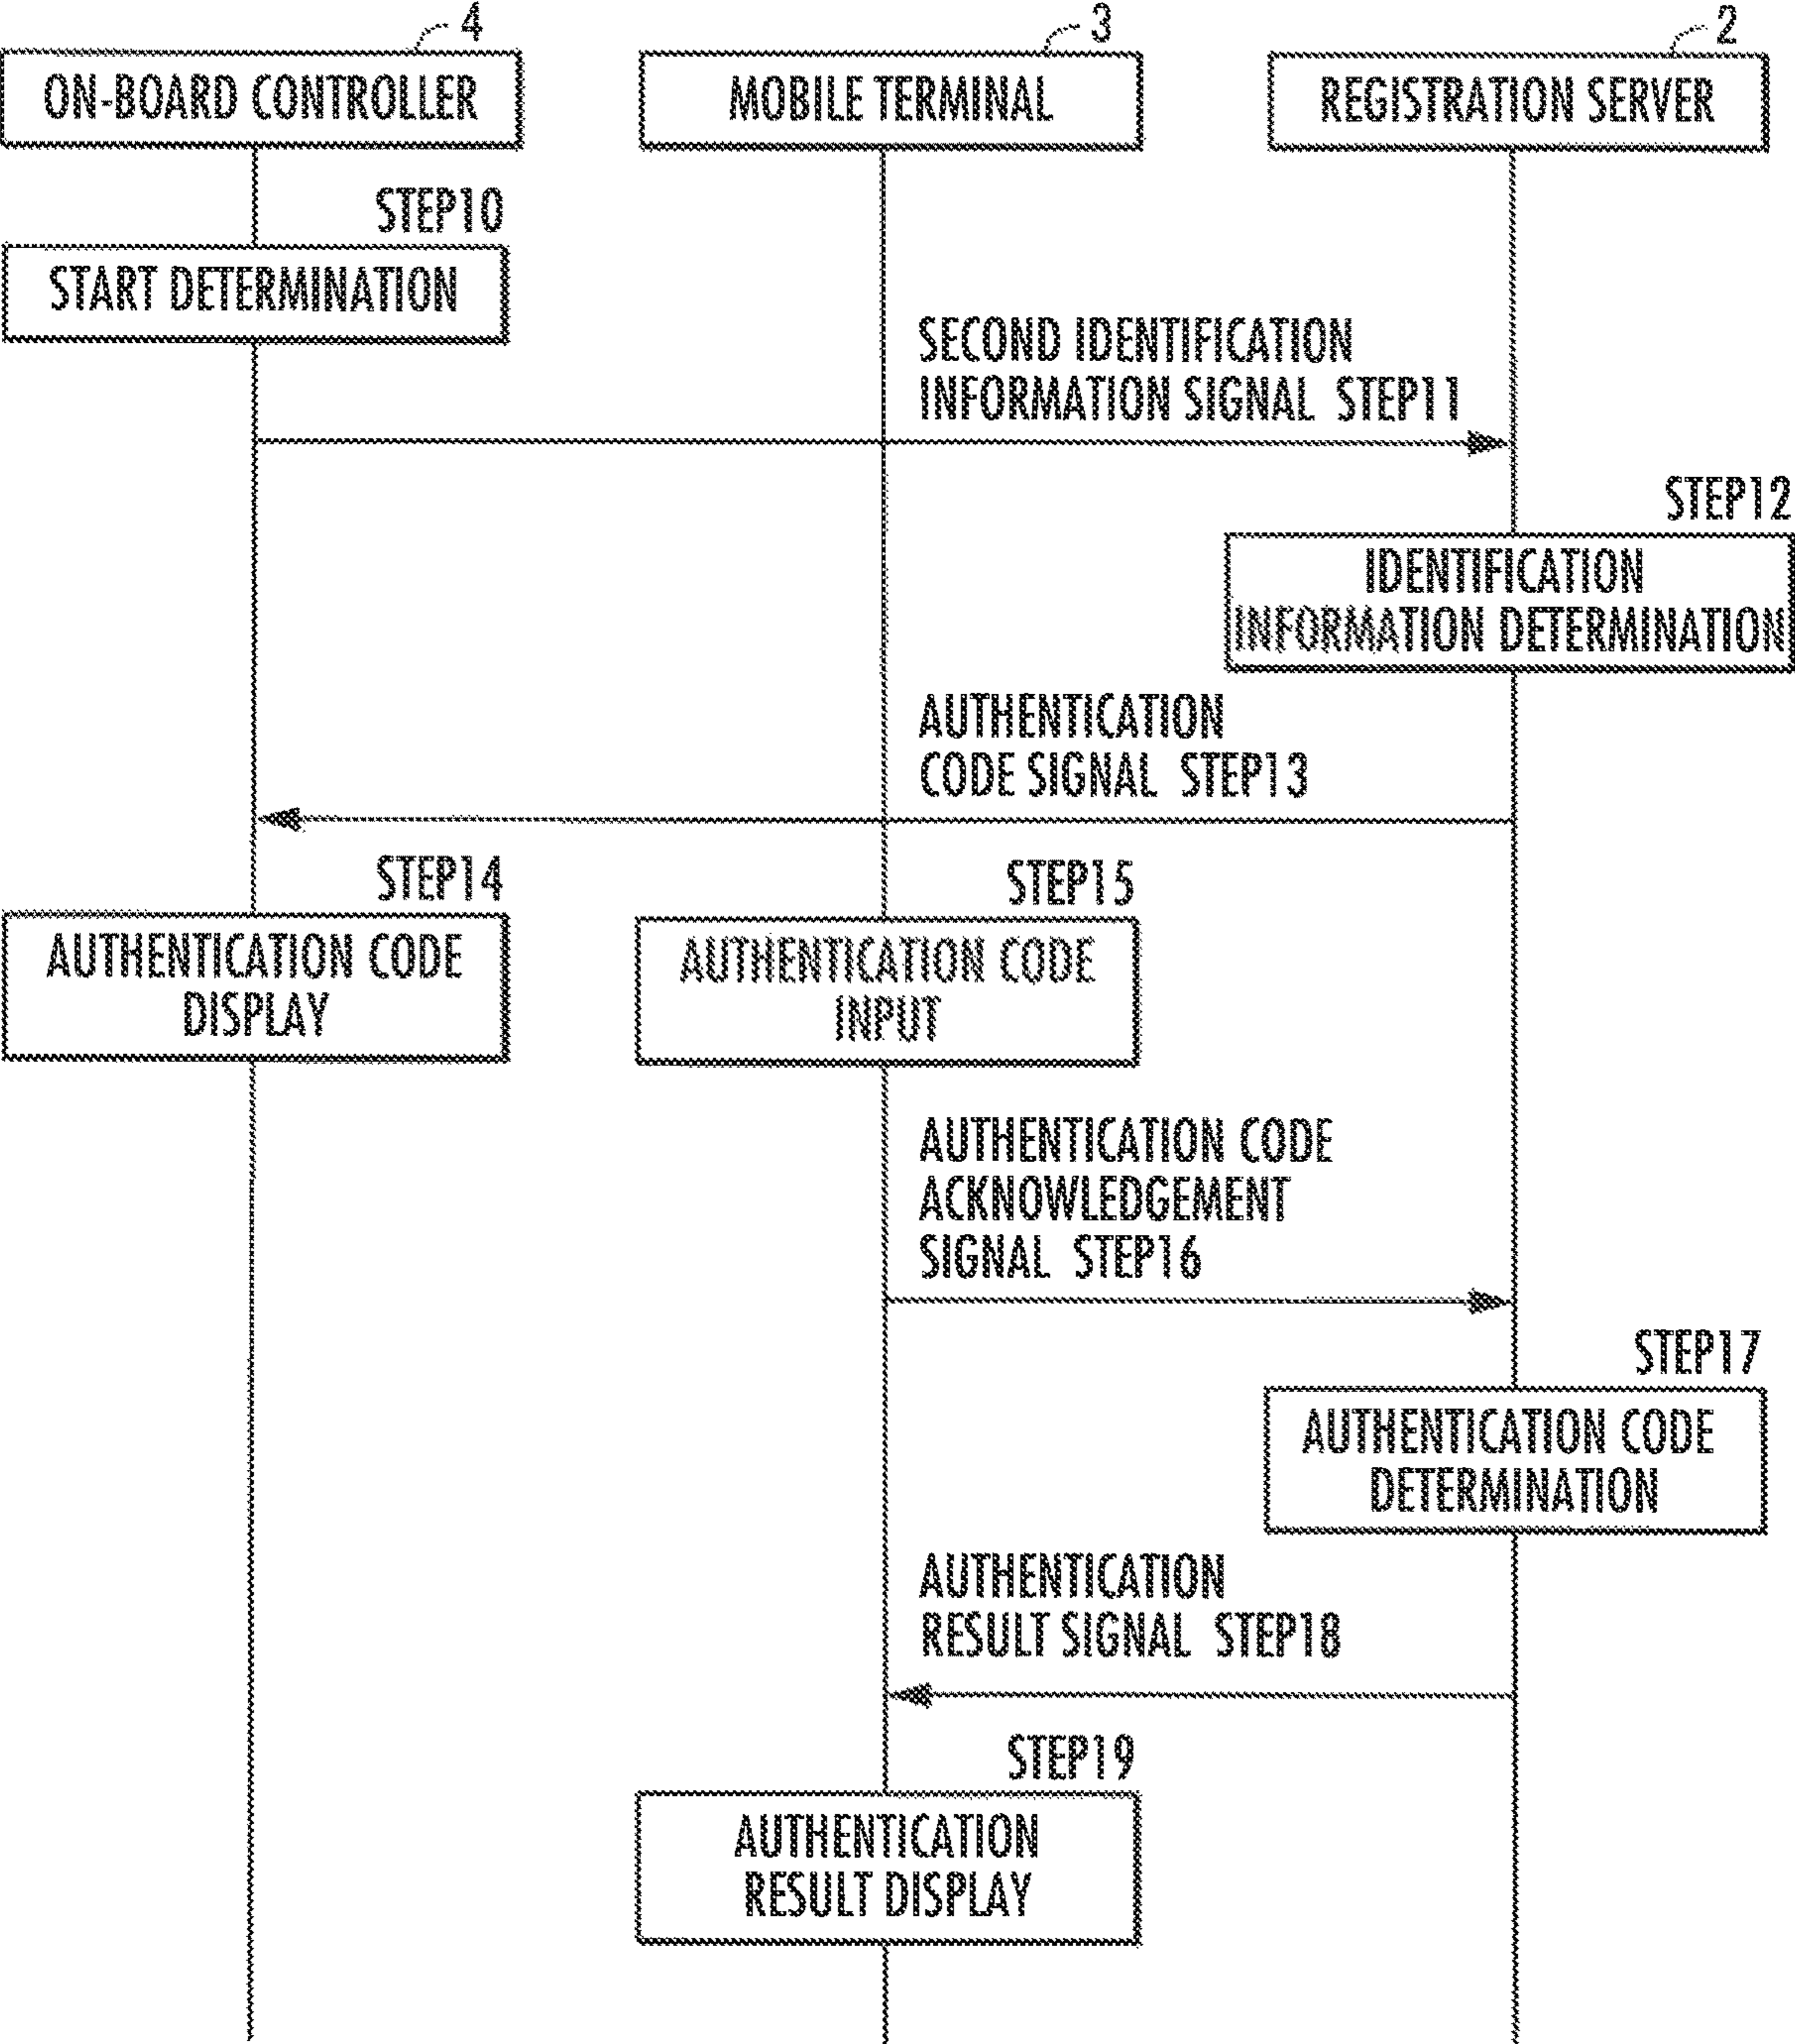 4
3
2
ON-BOARD CONTROLLER
MOBILE TERMINAL
REGISTRATION SERVER
STEP10
START DETERMINATION
SECOND IDENTIFICATION
INFORMATION SIGNAL STEP11
STEP12
IDENTIFICATION
INFORMATION DETERMINATION
AUTHENTICATION
CODE SIGNAL STEP13
STEP14
AUTHENTICATION CODE
DISPLAY
STEP15
AUTHENTICATION CODE
INPUT
AUTHENTICATION CODE
ACKNOWLEDGEMENT
SIGNAL STEP16
STEP17
AUTHENTICATION CODE
DETERMINATION
AUTHENTICATION
RESULT SIGNAL STEP18
STEP19
AUTHENTICATION
RESULT DISPLAY